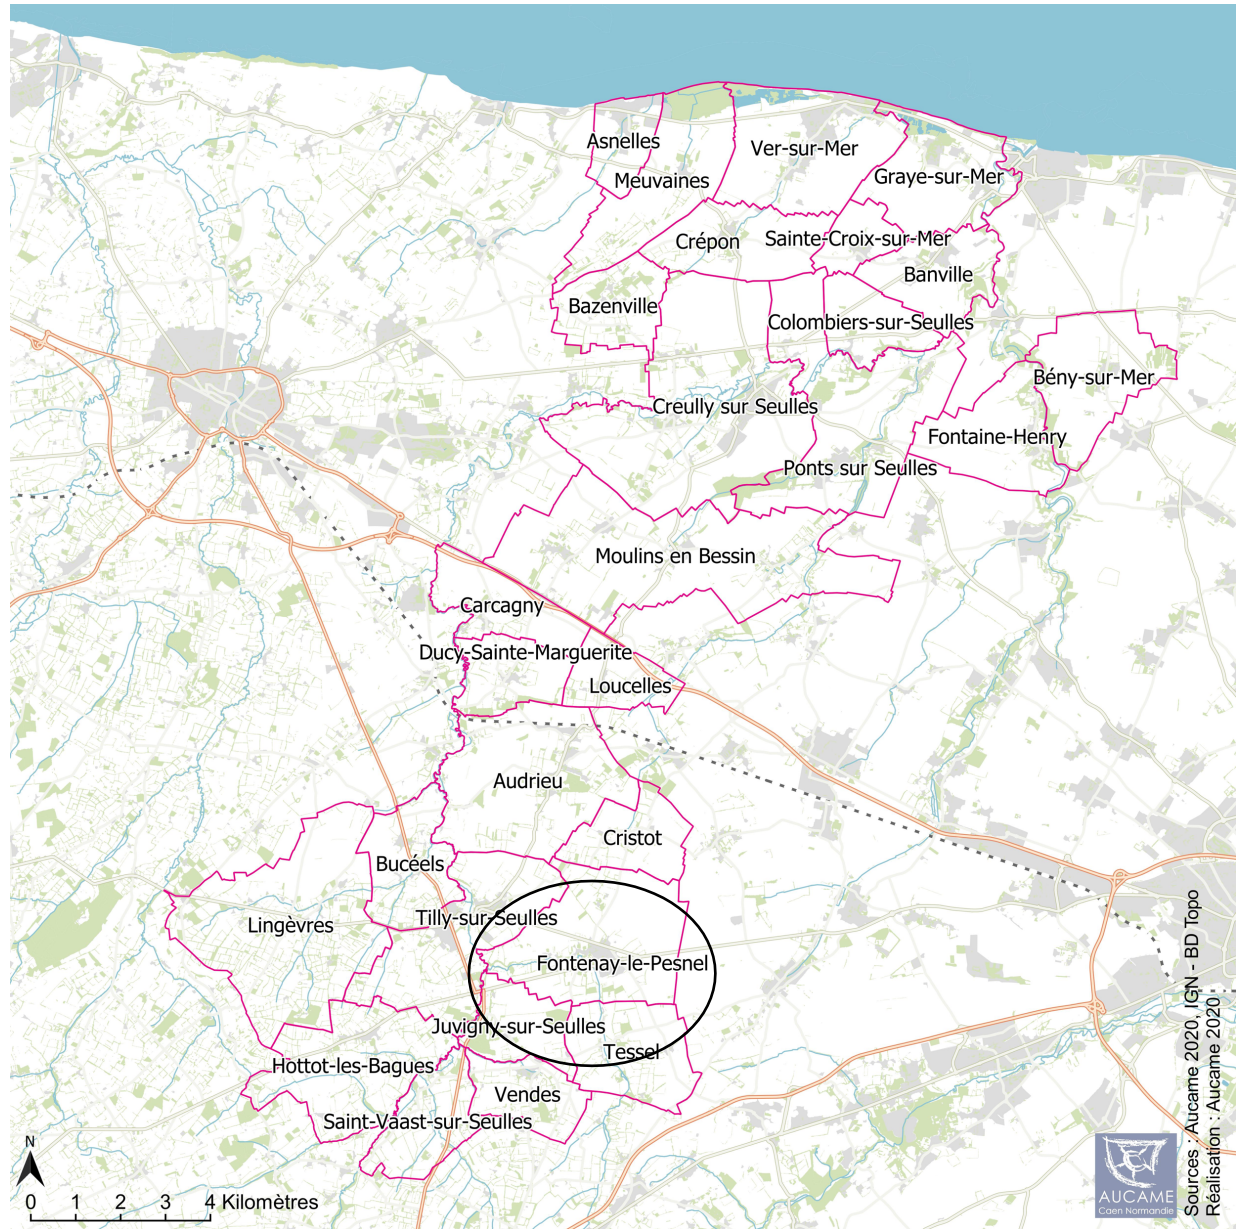 Asnelles
Ver-sur-Mer
Meuvaines
Graye-sur-Mer
Crépon
Sainte-Croix-sur-Mer
Banville
Bazenville
Colombiers-sur-Seulles
Bény-sur-Mer
Creully sur Seulles
Fontaine-Henry
Ponts sur Seulles
Moulins en Bessin
Carcagny
Ducy-Sainte-Marguerite
Loucelles
Audrieu
Cristot
Bucéels
Tilly-sur-Seulles
Lingèvres
Fontenay-le-Pesnel
Juvigny-sur-Seulles
Tessel
Hottot-les-Bagues
Vendes
Saint-Vaast-sur-Seulles
N
0 1 2 3 4 Kilomètres
AUCAME
Caen Normandie
Sources : Aucame 2020, IGN - BD Topo
Réalisation : Aucame 2020